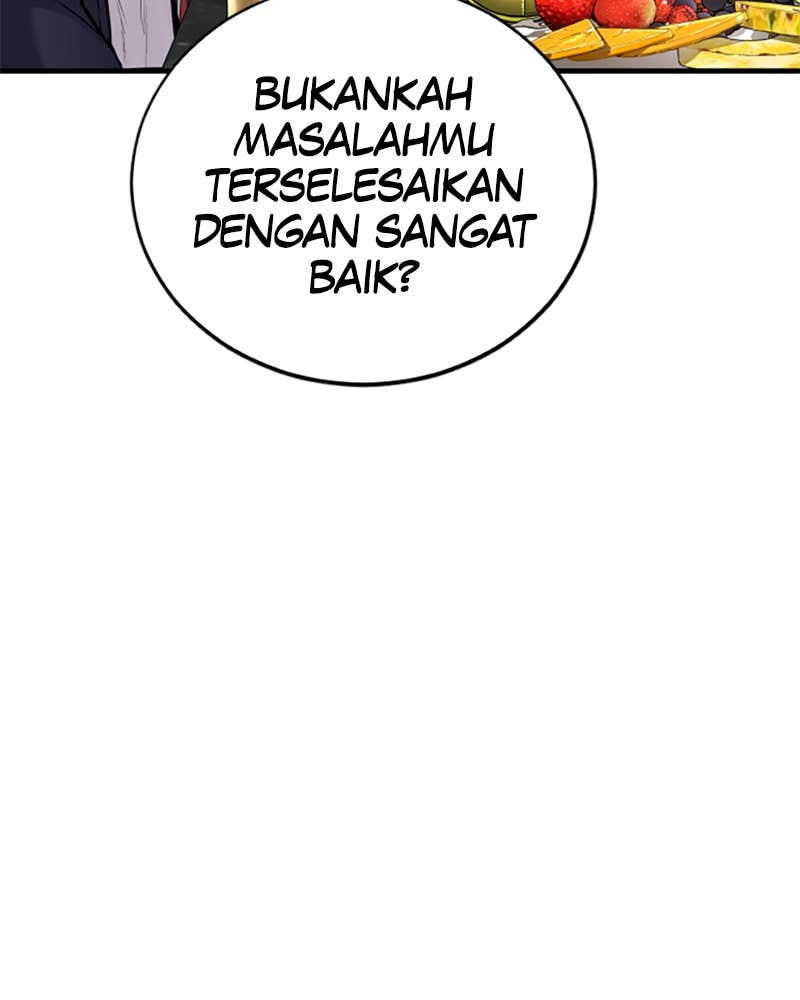 BUKANKAH
MASALAHMU
TERSELESAIKAN
DENGAN SANGAT
BAIK?